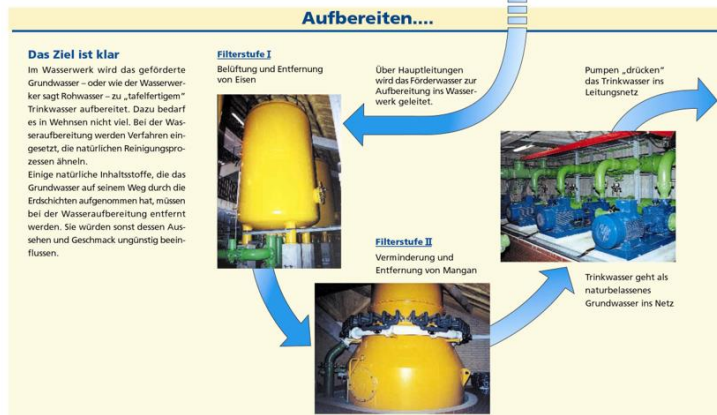 Aufbereiten....
Das Ziel ist klar
Im Wasserwerk wird das geförderte
Grundwasser – oder wie der Wasserwer-
ker sagt Rohwasser – zu „tafelfertigem"
Trinkwasser aufbereitet. Dazu bedarf
es in Wehnsen nicht viel. Bei der Was-
seraufbereitung werden Verfahren ein-
gesetzt, die natürlichen Reinigungspro-
zessen ähneln.
Einige natürliche Inhaltsstoffe, die das
Grundwasser auf seinem Weg durch die
Erdschichten aufgenommen hat, müssen
bei der Wasseraufbereitung entfernt
werden. Sie würden sonst dessen Aus-
sehen und Geschmack ungünstig beein-
flussen.
Filterstufe I
Belüftung und Entfernung
von Eisen
Über Hauptleitungen
wird das Förderwasser zur
Aufbereitung ins Wasser-
werk geleitet.
Pumpen „drücken"
das Trinkwasser ins
Leitungsnetz
Filterstufe II
Verminderung und
Entfernung von Mangan
Trinkwasser geht als
naturbelassenes
Grundwasser ins Netz